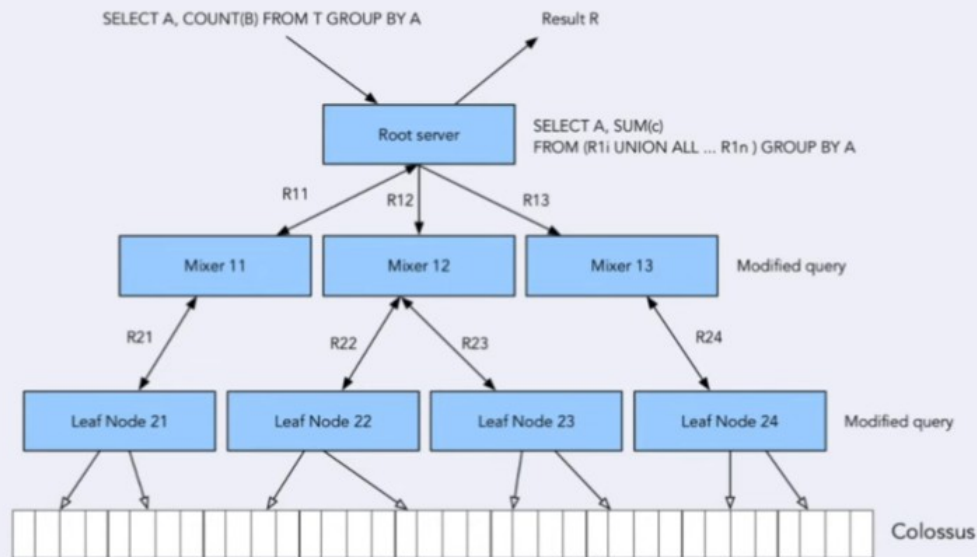 SELECT A, COUNT(B) FROM T GROUP BY A
Result R
Root server
SELECT A, SUM(c)
FROM (R1i UNION ALL ... R1n ) GROUP BY A
R11
R12
R13
Mixer 11
Mixer 12
Mixer 13
Modified query
R21
R22
R23
R24
Leaf Node 21
Leaf Node 22
Leaf Node 23
Leaf Node 24
Modified query
Colossus